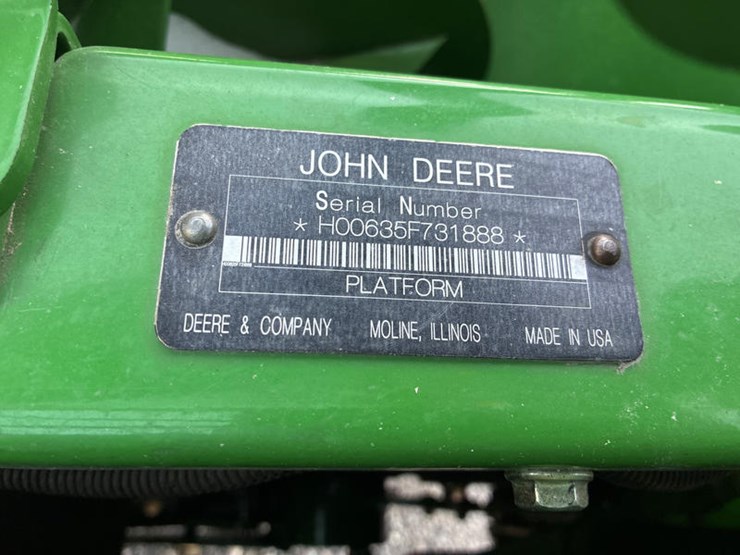 JOHN DEERE
Serial Number
* H00635F731888 *
PLATFORM
DEERE & COMPANY MOLINE, ILLINOIS MADE IN USA